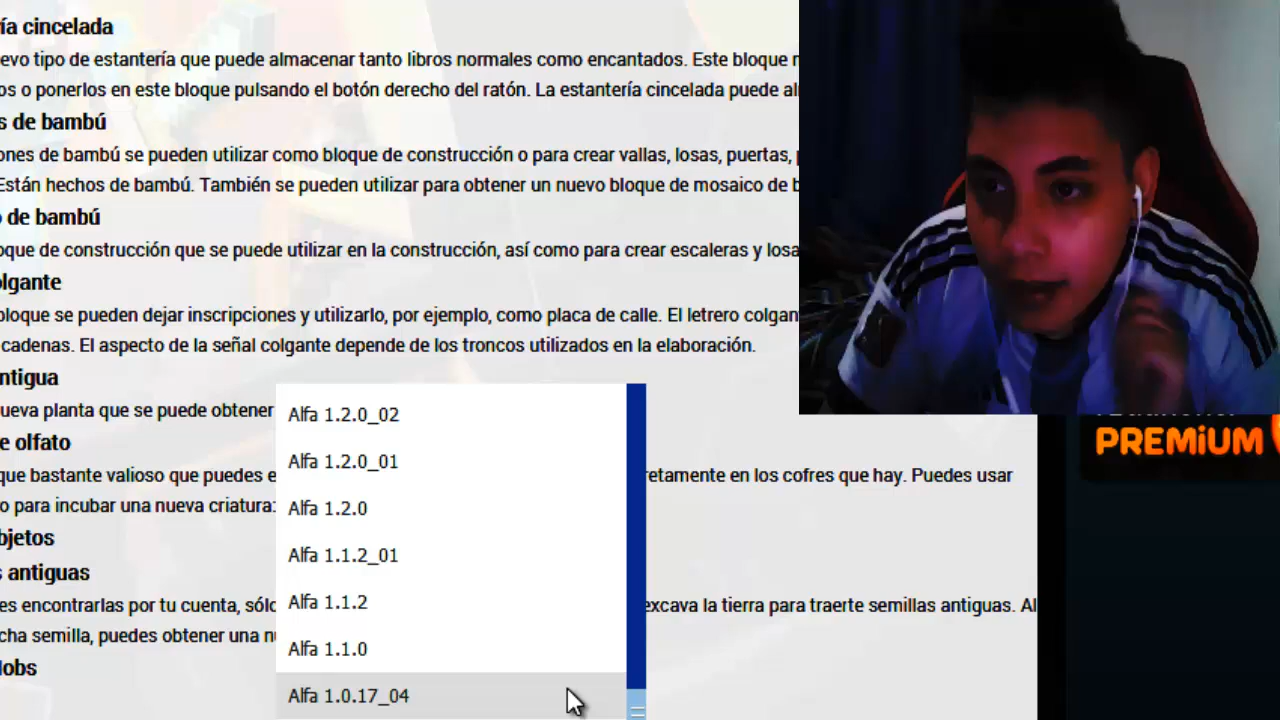 ía cincelada
evo tipo de estantería que puede almacenar tanto libros normales como encantados. Este bloque
os o ponerlos en este bloque pulsando el botón derecho del ratón. La estantería cincelada puede al
s de bambú
ones de bambú se pueden utilizar como bloque de construcción o para crear vallas, losas, puertas,
Están hechos de bambú. También se pueden utilizar para obtener un nuevo bloque de mosaico de b
o de bambú
oque de construcción que se puede utilizar en la construcción, así como para crear escaleras y losa
olgante
bloque se pueden dejar inscripciones y utilizarlo, por ejemplo, como placa de calle. El letrero colgan
cadenas. El aspecto de la señal colgante depende de los troncos utilizados en la elaboración.
ntigua
ueva planta que se puede obtener
e olfato
que bastante valioso que puedes e retamente en los cofres que hay. Puedes usar
o para incubar una nueva criatura:
bjetos
s antiguas
es encontrarlas por tu cuenta, sólo excava la tierra para traerte semillas antiguas. Al
cha semilla, puedes obtener una n
Mobs
Alfa 1.2.0_02
Alfa 1.2.0_01
Alfa 1.2.0
Alfa 1.1.2_01
Alfa 1.1.2
Alfa 1.1.0
Alfa 1.0.17_04
PREMiUM